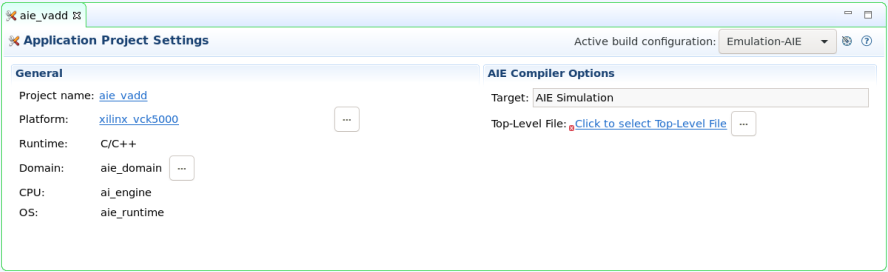 aie_vadd
Application Project Settings
Active build configuration: Emulation-AIE
General
Project name: aie_vadd
Platform: xilinx_vck5000 ...
Runtime: C/C++
Domain: aie_domain ...
CPU: ai_engine
OS: aie_runtime
AIE Compiler Options
Target: AIE Simulation
Top-Level File: Click to select Top-Level File ...